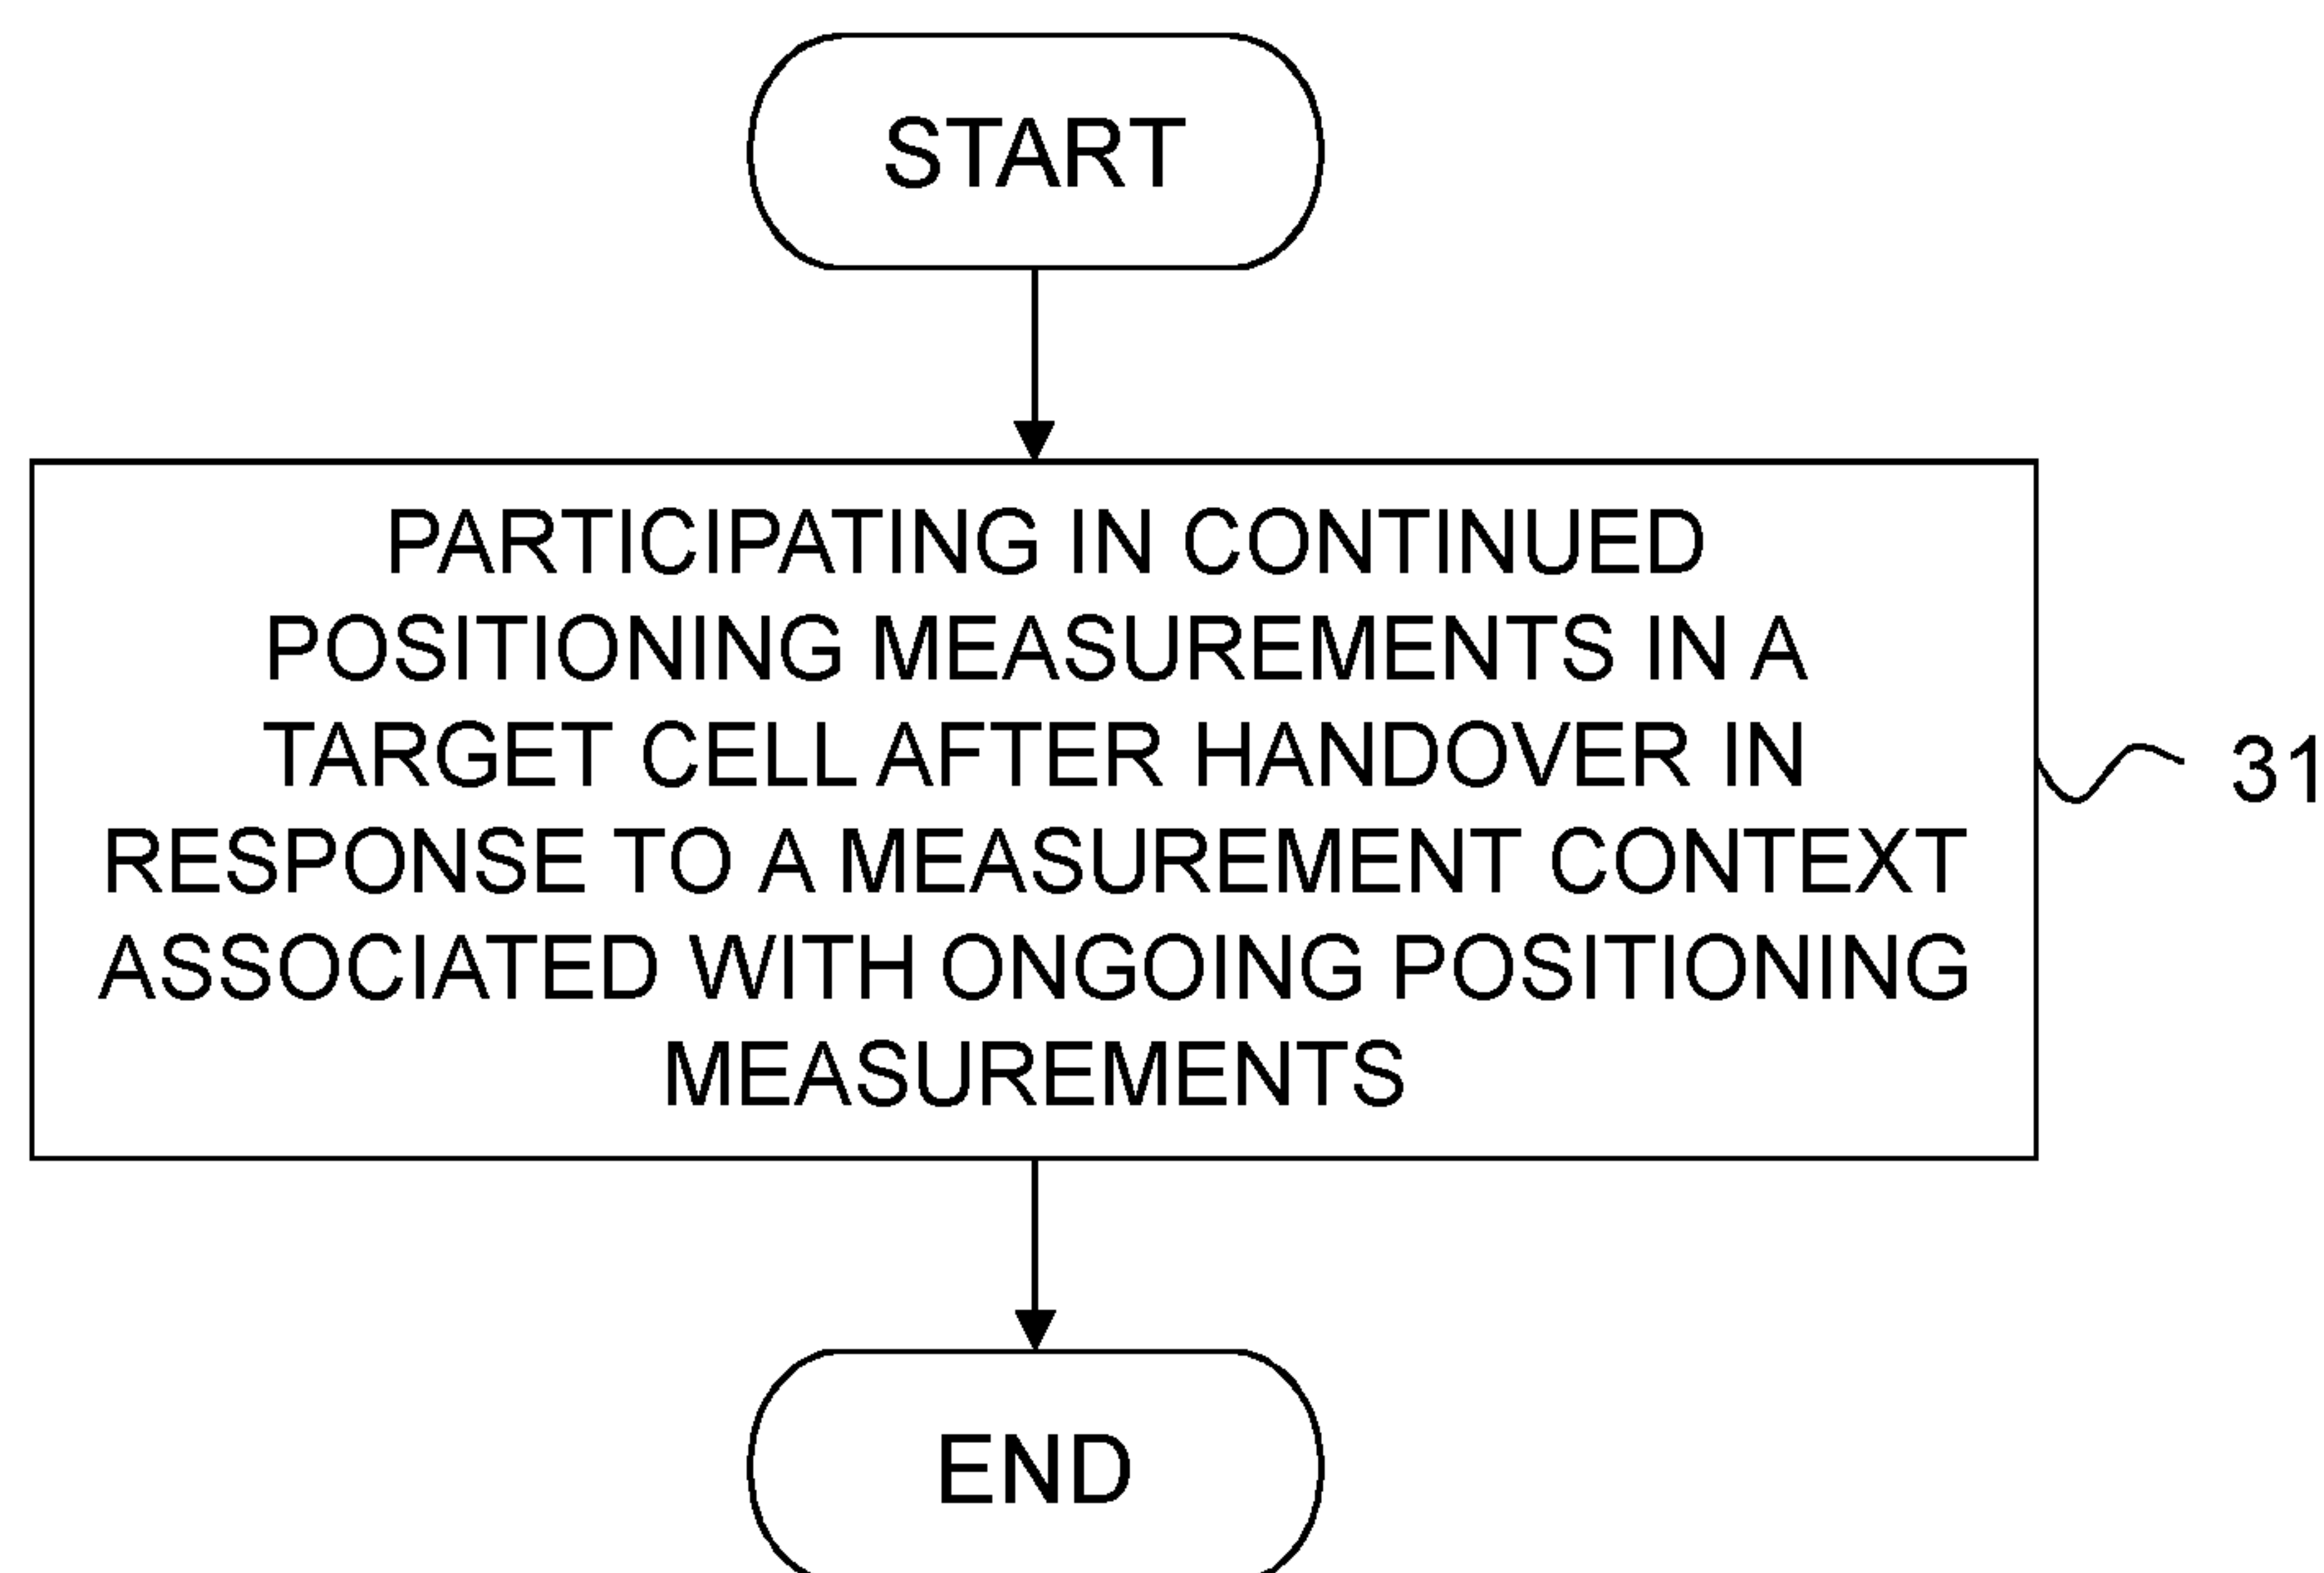 START
PARTICIPATING IN CONTINUED
POSITIONING MEASUREMENTS IN A
TARGET CELL AFTER HANDOVER IN
RESPONSE TO A MEASUREMENT CONTEXT
ASSOCIATED WITH ONGOING POSITIONING
MEASUREMENTS
31
END